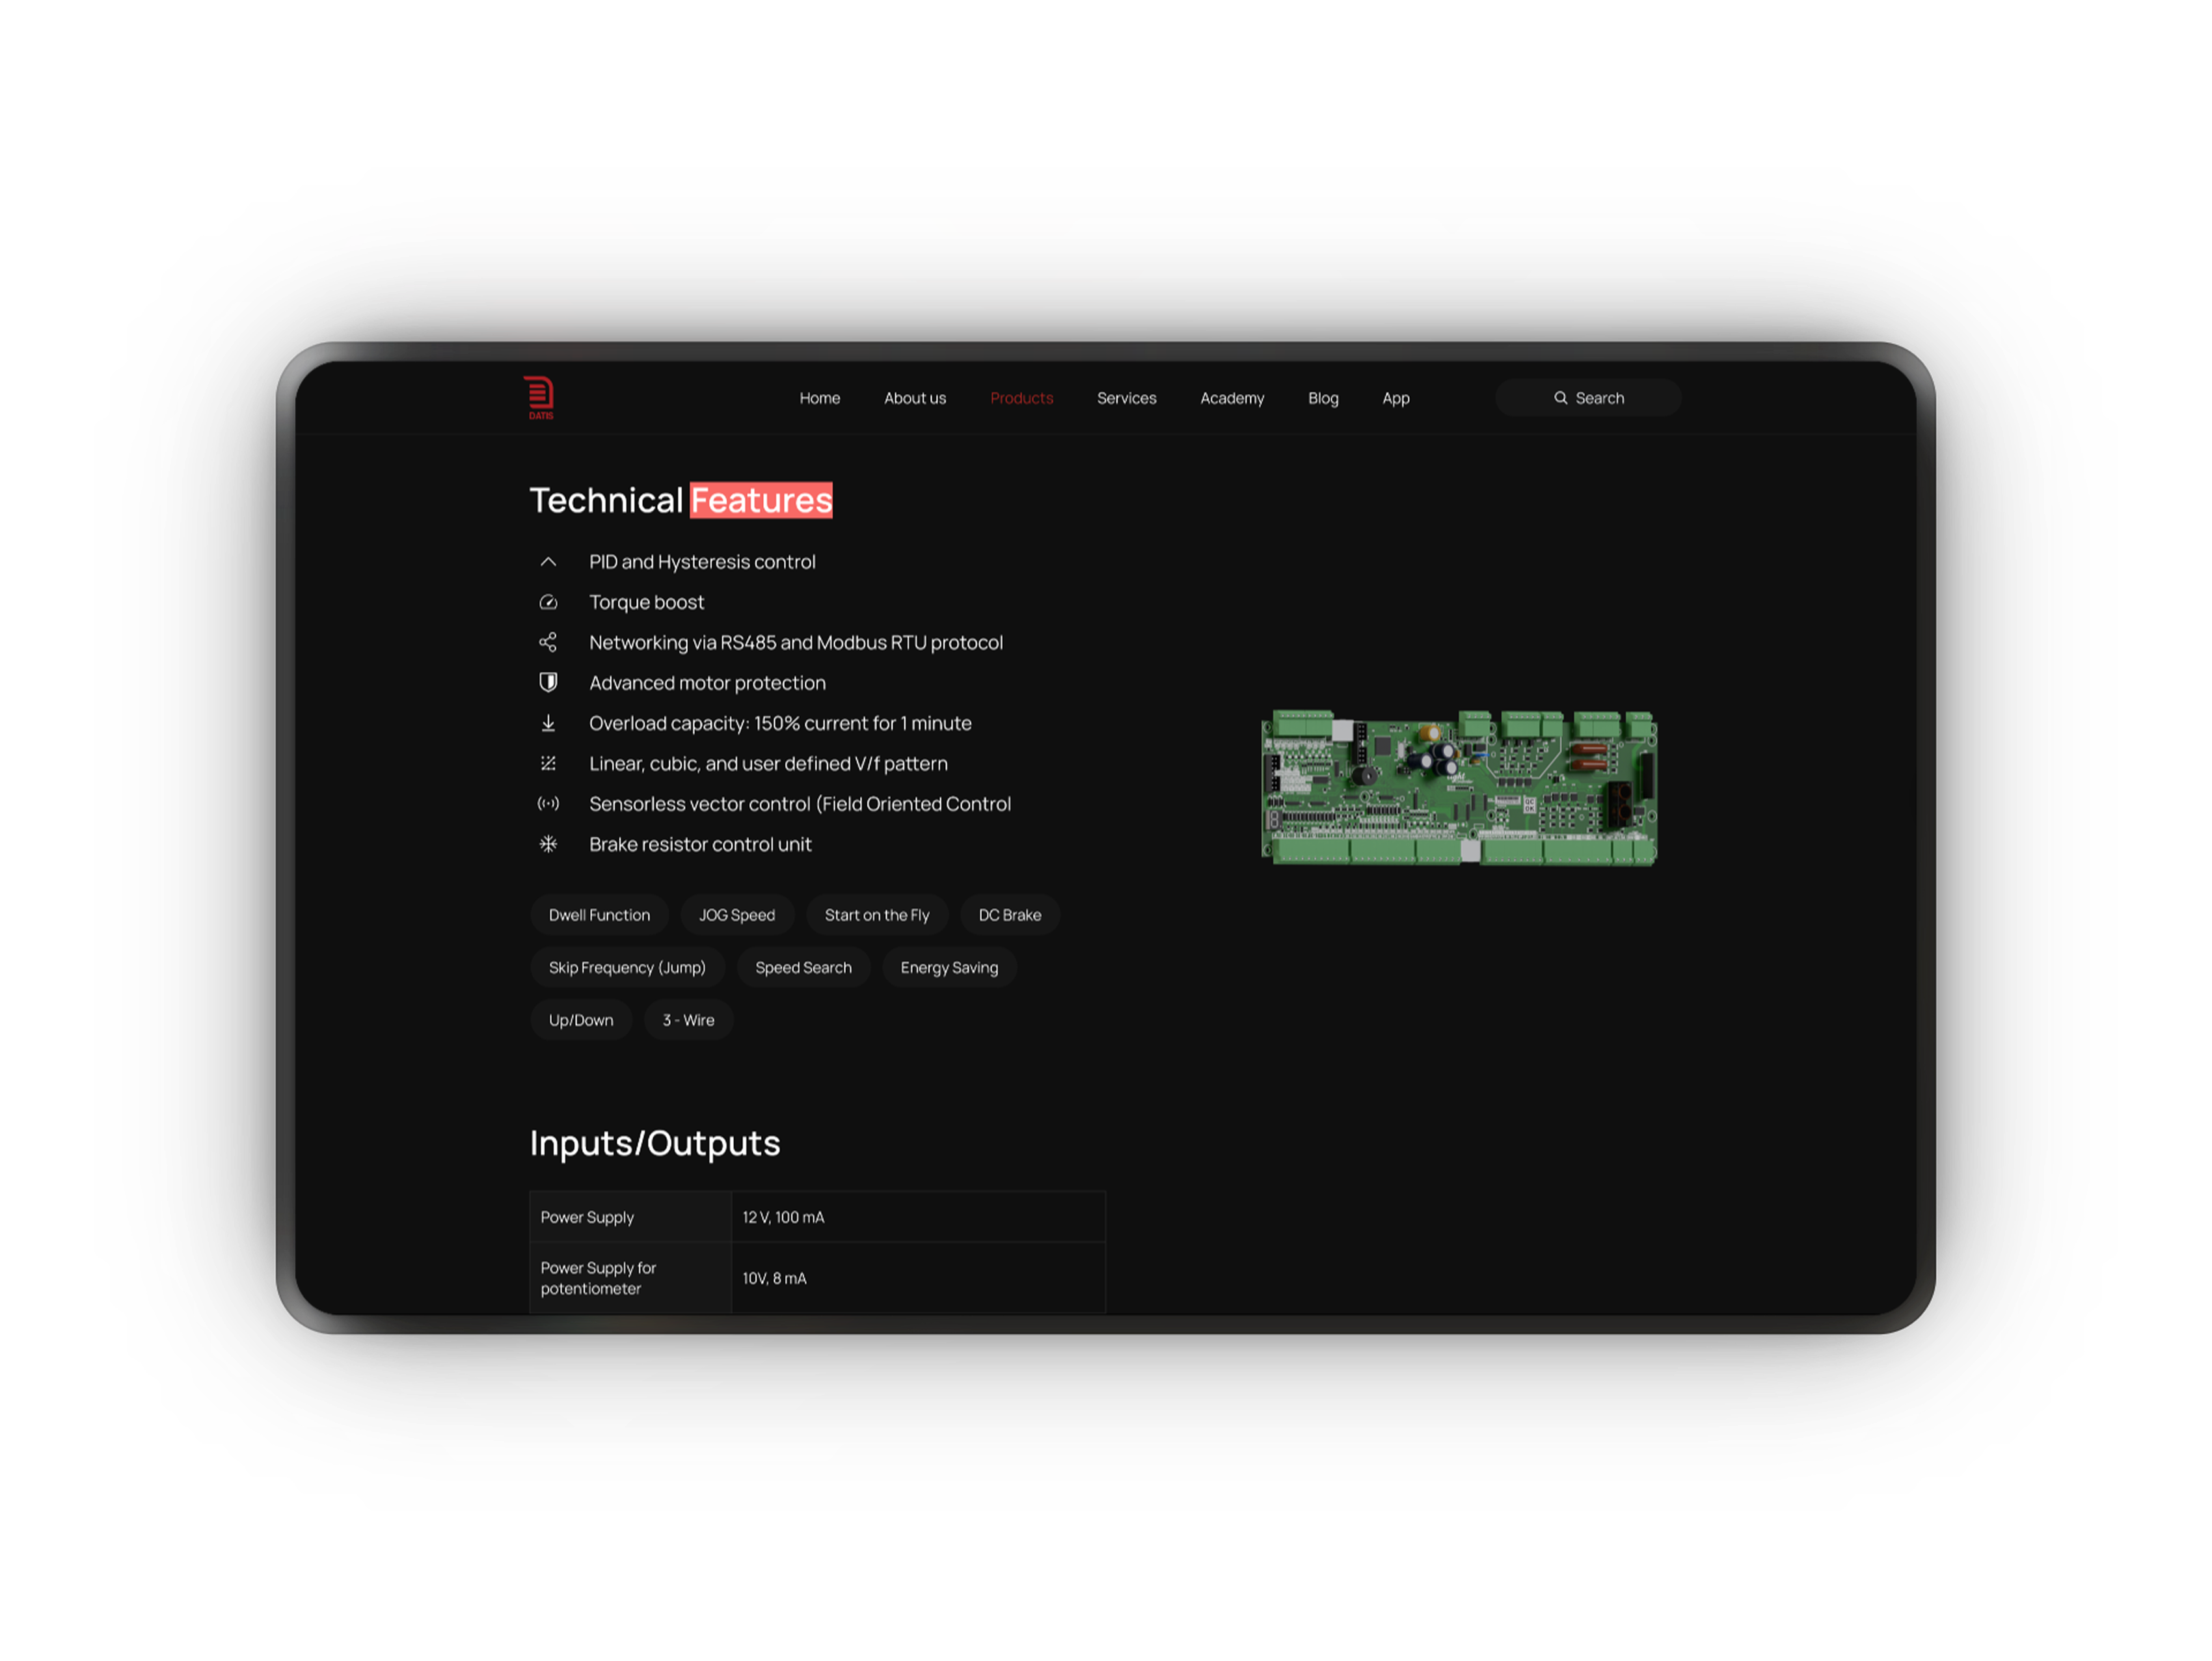 DATIS
Home About us Products Services Academy Blog App Search
Technical Features
PID and Hysteresis control
Torque boost
Networking via RS485 and Modbus RTU protocol
Advanced motor protection
Overload capacity: 150% current for 1 minute
Linear, cubic, and user defined V/f pattern
Sensorless vector control (Field Oriented Control
Brake resistor control unit
Dwell Function JOG Speed Start on the Fly DC Brake
Skip Frequency (Jump) Speed Search Energy Saving
Up/Down 3 - Wire
Inputs/Outputs
Power Supply 12 V, 100 mA
Power Supply for
potentiometer 10V, 8 mA
QC
OK